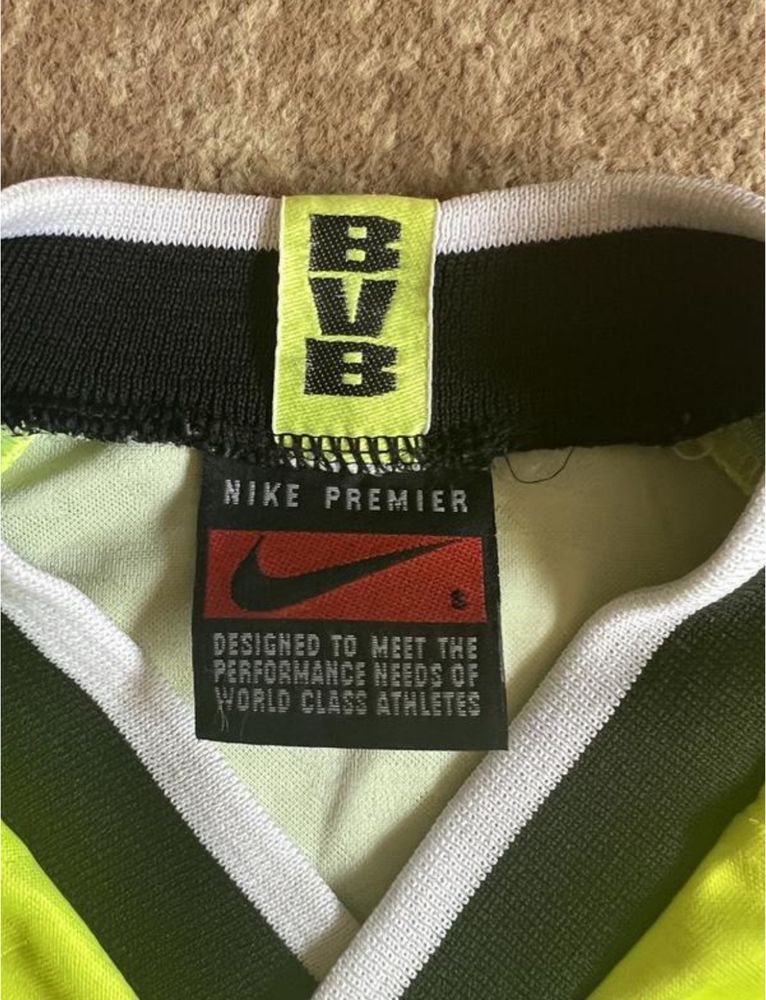 B
V
B
NIKE PREMIER
S
DESIGNED TO MEET THE
PERFORMANCE NEEDS OF
WORLD CLASS ATHLETES